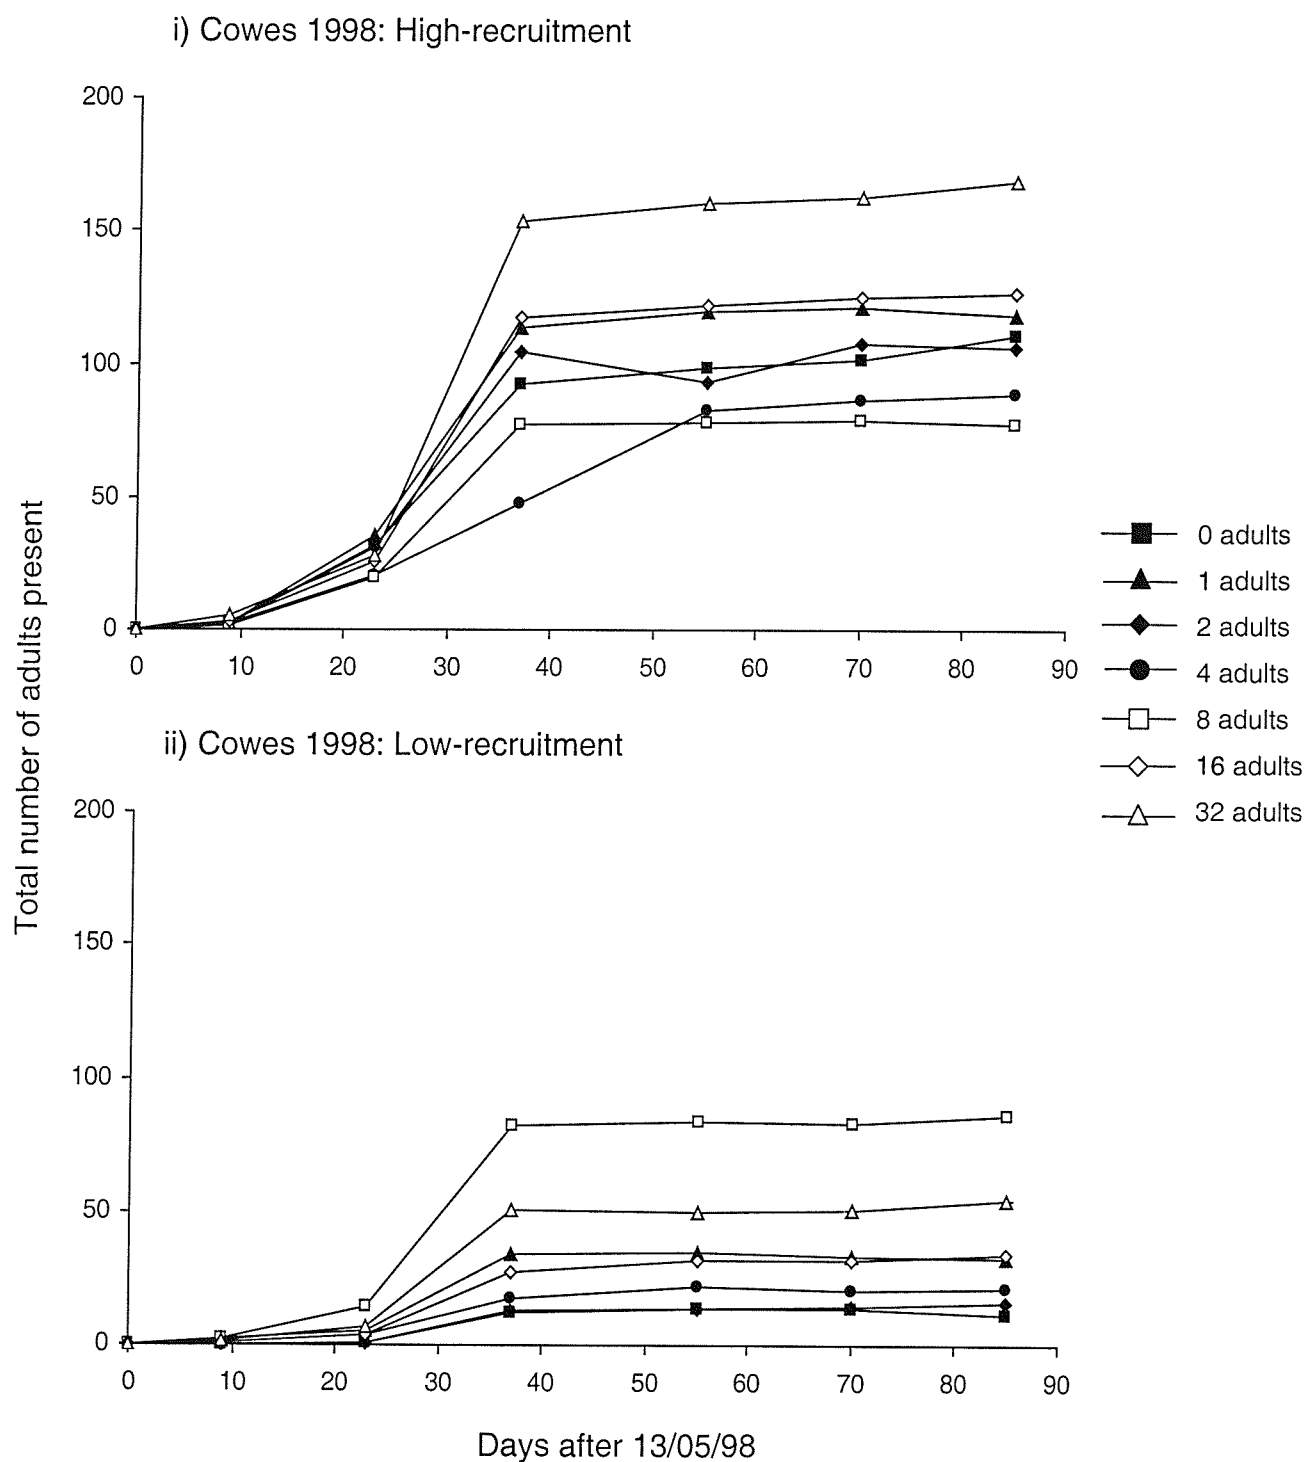 i) Cowes 1998: High-recruitment
200
150
100
50
0
0 10 20 30 40 50 60 70 80 90
Total number of adults present
0 adults
1 adults
2 adults
4 adults
8 adults
16 adults
32 adults
ii) Cowes 1998: Low-recruitment
200
150
100
50
0
0 10 20 30 40 50 60 70 80 90
Days after 13/05/98